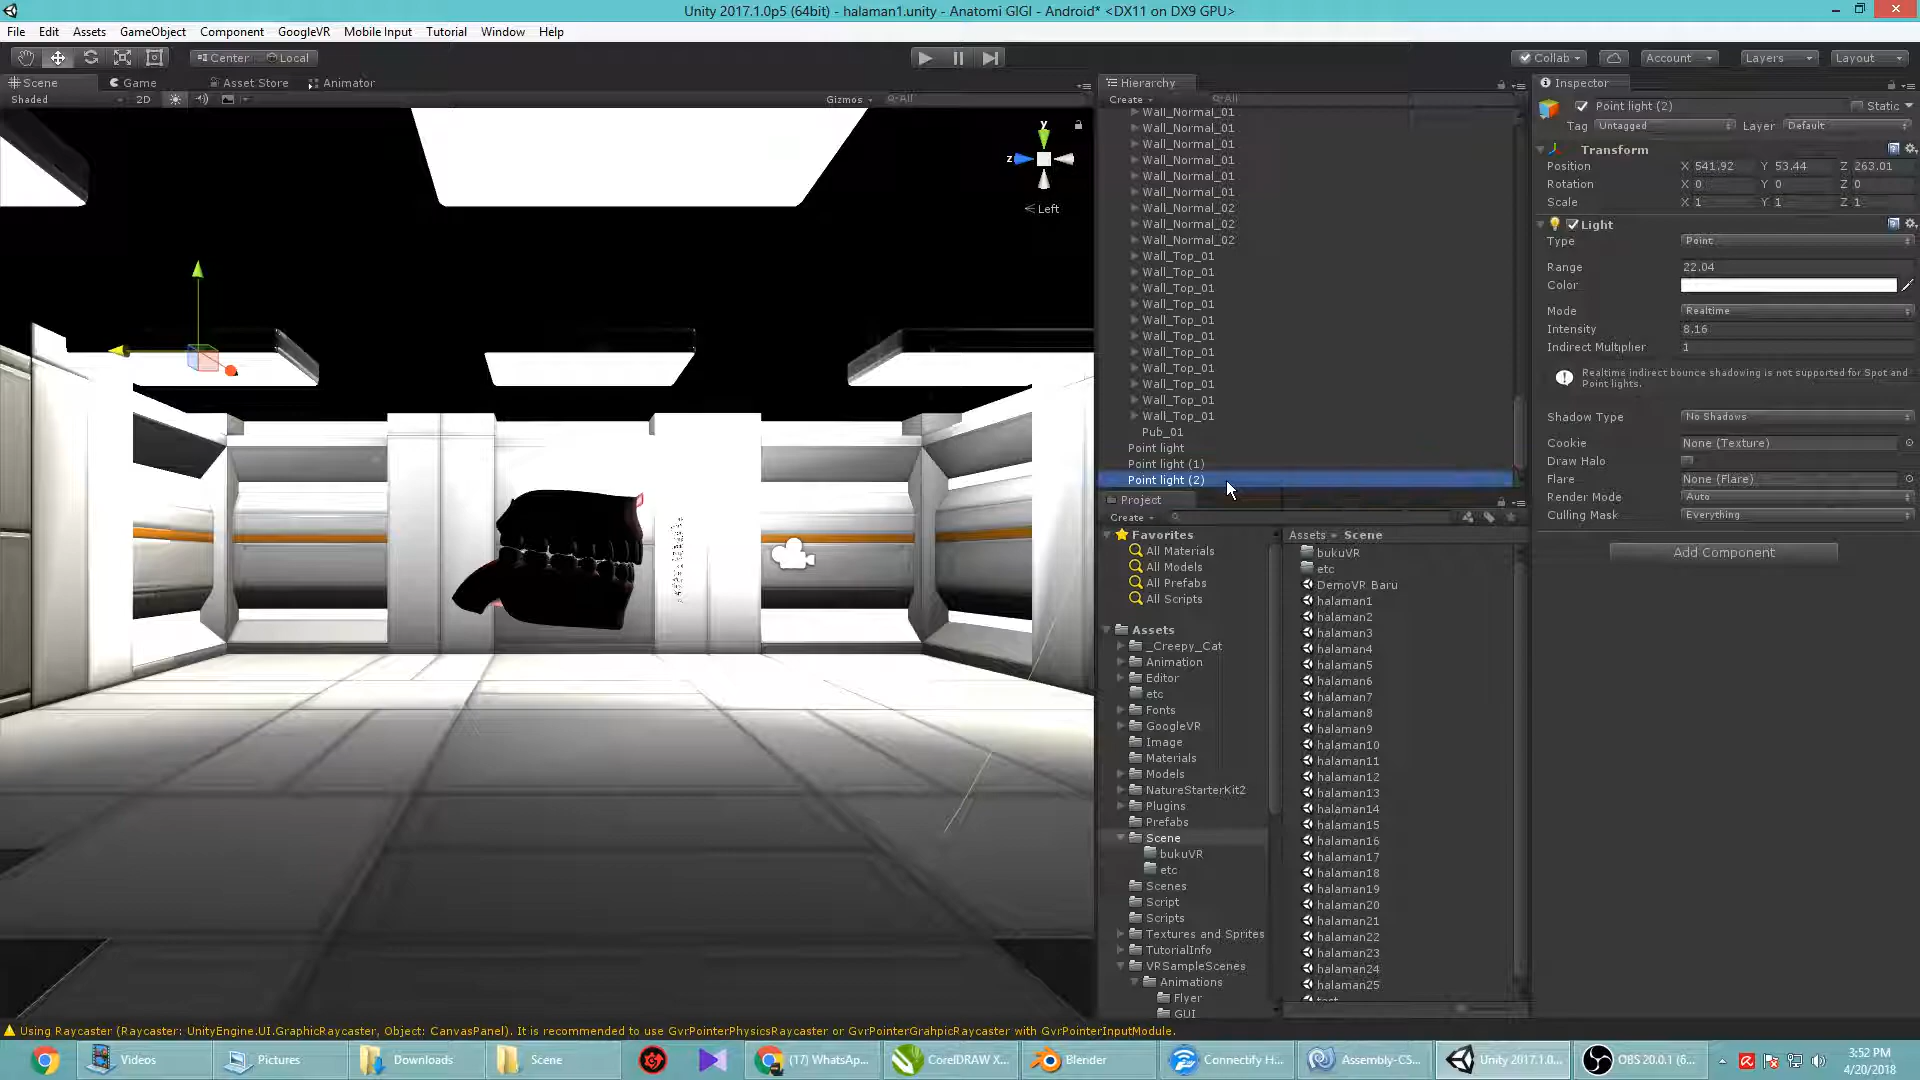 Unity 2017.1.0p5 (64bit) - halaman1.unity - Anatomi GIGI - Android* <DX11 on DX9 GPU>
File Edit Assets GameObject Component GoogleVR Mobile Input Tutorial Window Help
Center Local
Collab Account Layers Layout
Scene Game Asset Store Animator
Shaded 2D Gizmos All
y
z
Left
Hierarchy
Create All
Wall_Normal_01
Wall_Normal_01
Wall_Normal_01
Wall_Normal_01
Wall_Normal_01
Wall_Normal_01
Wall_Normal_02
Wall_Normal_02
Wall_Normal_02
Wall_Top_01
Wall_Top_01
Wall_Top_01
Wall_Top_01
Wall_Top_01
Wall_Top_01
Wall_Top_01
Wall_Top_01
Wall_Top_01
Wall_Top_01
Wall_Top_01
Pub_01
Point light
Point light (1)
Point light (2)
Project
Create
Favorites
All Materials
All Models
All Prefabs
All Scripts
Assets
_Creepy_Cat
Animation
Editor
etc
Fonts
GoogleVR
Image
Materials
Models
NatureStarterKit2
Plugins
Prefabs
Scene
bukuVR
etc
Scenes
Script
Scripts
Textures and Sprites
TutorialInfo
VRSampleScenes
Animations
Flyer
GUI
Assets Scene
bukuVR
etc
DemoVR_Baru
halaman1
halaman2
halaman3
halaman4
halaman5
halaman6
halaman7
halaman8
halaman9
halaman10
halaman11
halaman12
halaman13
halaman14
halaman15
halaman16
halaman17
halaman18
halaman19
halaman20
halaman21
halaman22
halaman23
halaman24
halaman25
Inspector
Point light (2) Static
Tag Untagged Layer Default
Transform
Position X 541.92 Y 53.44 Z 263.01
Rotation X 0 Y 0 Z 0
Scale X 1 Y 1 Z 1
Light
Type Point
Range 22.04
Color
Mode Realtime
Intensity 8.16
Indirect Multiplier 1
Realtime indirect bounce shadowing is not supported for Spot and
Point lights.
Shadow Type No Shadows
Cookie None (Texture)
Draw Halo
Flare None (Flare)
Render Mode Auto
Culling Mask Everything
Add Component
Using Raycaster (Raycaster: UnityEngine.UI.GraphicRaycaster, Object: CanvasPanel). It is recommended to use GvrPointerPhysicsRaycaster or GvrPointerGrahpicRaycaster with GvrPointerInputModule.
Videos Pictures Downloads Scene (17) WhatsAp... CorelDRAW X... Blender Connectify H... Assembly-CS... Unity 2017.1.0... OBS 20.0.1 (6...
3:52 PM
4/20/2018